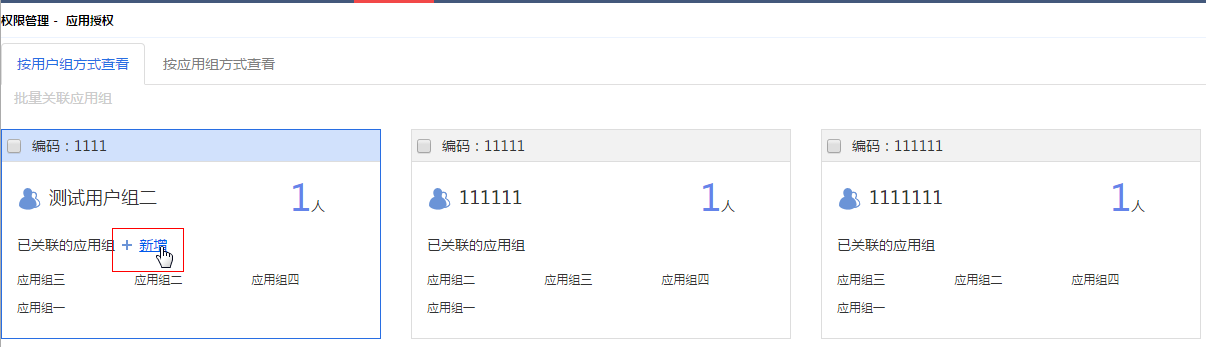 权限管理 - 应用授权
按用户组方式查看 按应用组方式查看
批量关联应用组
编码：1111
测试用户组二 1人
已关联的应用组 + 新增
应用组三 应用组二 应用组四
应用组一
编码：11111
111111 1人
已关联的应用组
应用组二 应用组三 应用组四
应用组一
编码：111111
1111111 1人
已关联的应用组
应用组三 应用组二 应用组四
应用组一